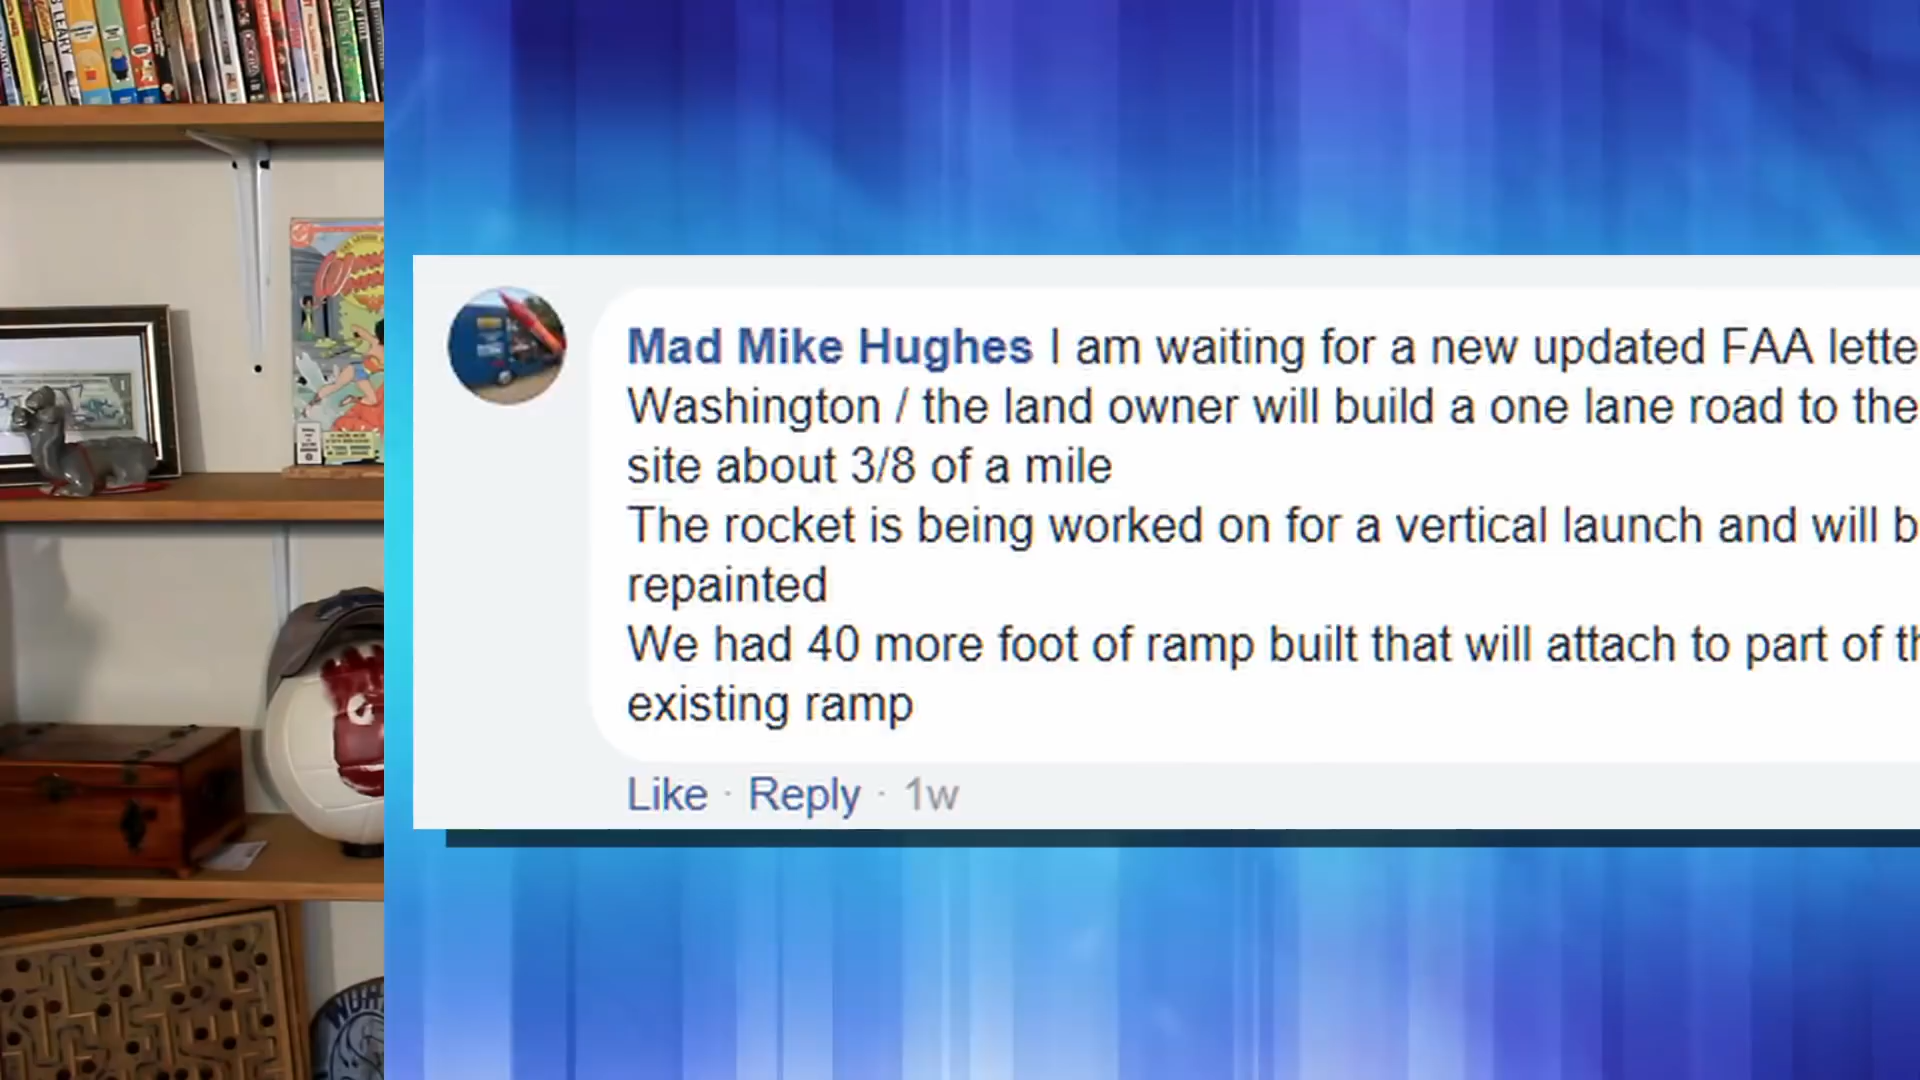 Mad Mike Hughes I am waiting for a new updated FAA lette
Washington / the land owner will build a one lane road to the
site about 3/8 of a mile
The rocket is being worked on for a vertical launch and will b
repainted
We had 40 more foot of ramp built that will attach to part of th
existing ramp
Like · Reply · 1w